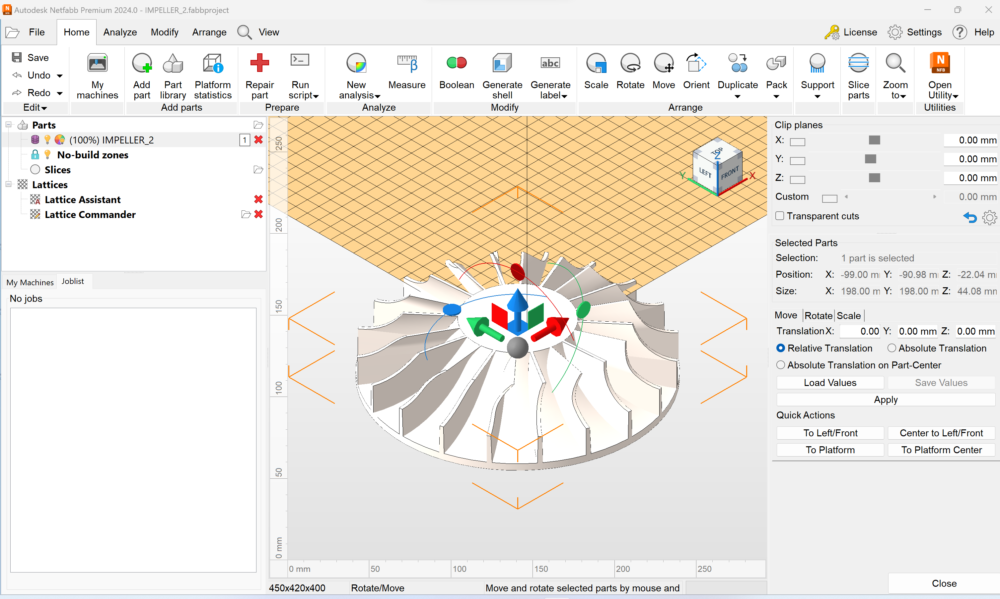 Autodesk Netfabb Premium 2024.0 - IMPELLER_2.fabbproject
File Home Analyze Modify Arrange View License Settings Help
Save
Undo
Redo
Edit
My machines
Add part
Part library
Platform statistics
Add parts
Repair part
Run script
Prepare
New analysis
Measure
Analyze
Boolean
Generate shell
Generate label
abc
Modify
Scale
Rotate
Move
Orient
Duplicate
Pack
Arrange
Support
Slice parts
Zoom to
N NFB
Open Utility
Utilities
Parts
(100%) IMPELLER_2 1
No-build zones
Slices
Lattices
Lattice Assistant
Lattice Commander
My Machines Joblist
No jobs
250
200
150
100
50
0 mm
0 mm 50 100 150 200 250
TOP
Z
LEFT FRONT
Y X
450x420x400 Rotate/Move Move and rotate selected parts by mouse and
Clip planes
X: 0.00 mm
Y: 0.00 mm
Z: 0.00 mm
Custom 0.00 mm
Transparent cuts
Selected Parts
Selection: 1 part is selected
Position: X: -99.00 m Y: -90.98 m Z: -22.04 m
Size: X: 198.00 m Y: 198.00 m Z: 44.08 mm
Move Rotate Scale
Translation X: 0.00 Y: 0.00 mm Z: 0.00 mm
Relative Translation Absolute Translation
Absolute Translation on Part-Center
Load Values Save Values
Apply
Quick Actions
To Left/Front Center to Left/Front
To Platform To Platform Center
Close